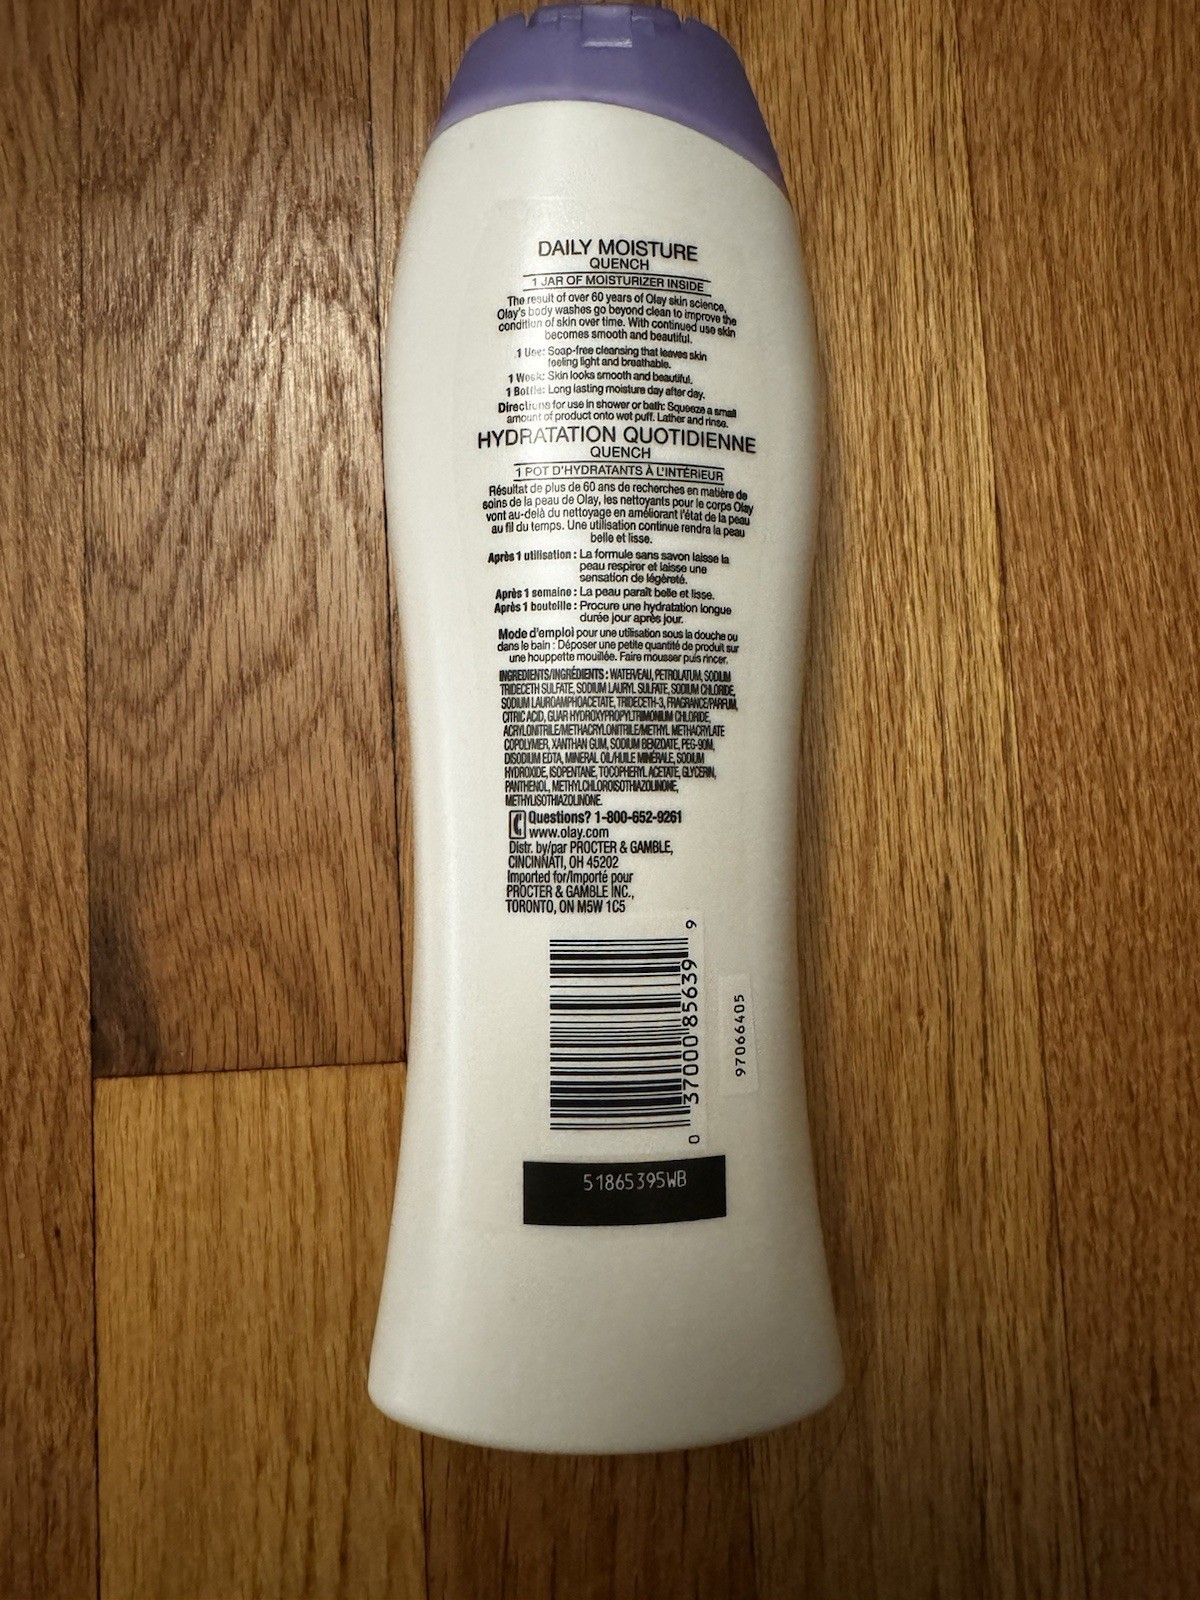 DAILY MOISTURE
QUENCH
1 JAR OF MOISTURIZER INSIDE
The result of over 60 years of Olay skin science,
Olay's body washes go beyond clean to improve the
condition of skin over time. With continued use skin
becomes smooth and beautiful.
1 Use: Soap-free cleansing that leaves skin
feeling light and breathable.
1 Week: Skin looks smooth and beautiful.
1 Bottle: Long lasting moisture day after day.
Directions for use in shower or bath: Squeeze a small
amount of product onto wet puff. Lather and rinse.
HYDRATATION QUOTIDIENNE
QUENCH
1 POT D'HYDRATANTS À L'INTÉRIEUR
Résultat de plus de 60 ans de recherches en matière de
soins de la peau de Olay, les nettoyants pour le corps Olay
vont au-delà du nettoyage en améliorant l'état de la peau
au fil du temps. Une utilisation continue rendra la peau
belle et lisse.
Après 1 utilisation : La formule sans savon laisse la
peau respirer et laisse une
sensation de légèreté.
Après 1 semaine : La peau paraît belle et lisse.
Après 1 bouteille : Procure une hydratation longue
durée jour après jour.
Mode d'emploi pour une utilisation sous la douche ou
dans le bain : Déposer une petite quantité de produit sur
une houppette mouillée. Faire mousser puis rincer.
INGREDIENTS/INGRÉDIENTS : WATER/EAU, PETROLATUM, SODIUM
TRIDECETH SULFATE, SODIUM LAURYL SULFATE, SODIUM CHLORIDE,
SODIUM LAUROAMPHOACETATE, TRIDECETH-3, FRAGRANCE/PARFUM,
CITRIC ACID, GUAR HYDROXYPROPYLTRIMONIUM CHLORIDE,
ACRYLONITRILE/METHACRYLONITRILE/METHYL METHACRYLATE
COPOLYMER, XANTHAN GUM, SODIUM BENZOATE, PEG-90M,
DISODIUM EDTA, MINERAL OIL/HUILE MINÉRALE, SODIUM
HYDROXIDE, ISOPENTANE, TOCOPHERYL ACETATE, GLYCERIN,
PANTHENOL, METHYLCHLOROISOTHIAZOLINONE,
METHYLISOTHIAZOLINONE.
Questions? 1-800-652-9261
www.olay.com
Distr. by/par PROCTER & GAMBLE,
CINCINNATI, OH 45202
Imported for/Importé pour
PROCTER & GAMBLE INC.,
TORONTO, ON M5W 1C5
0 37000 85639 9
97066405
51865395WB